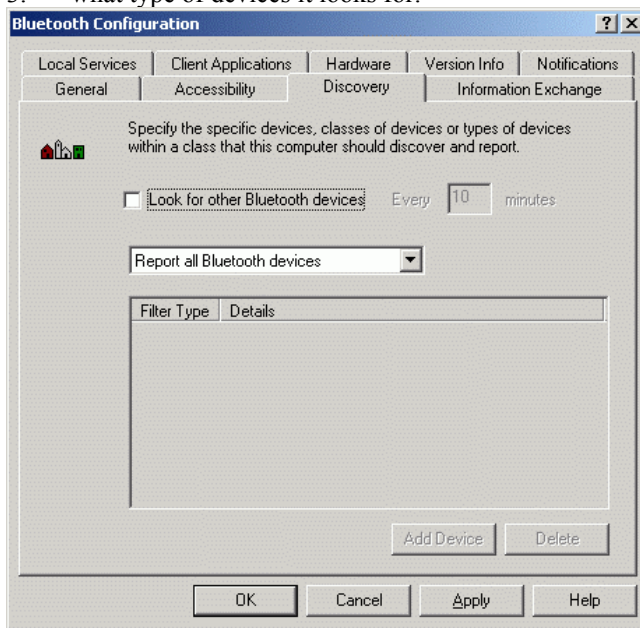 3. what type of devices it looks for.
Bluetooth Configuration
Local Services Client Applications Hardware Version Info Notifications
General Accessibility Discovery Information Exchange
Specify the specific devices, classes of devices or types of devices
within a class that this computer should discover and report.
Look for other Bluetooth devices Every 10 minutes
Report all Bluetooth devices
Filter Type Details
Add Device Delete
OK Cancel Apply Help